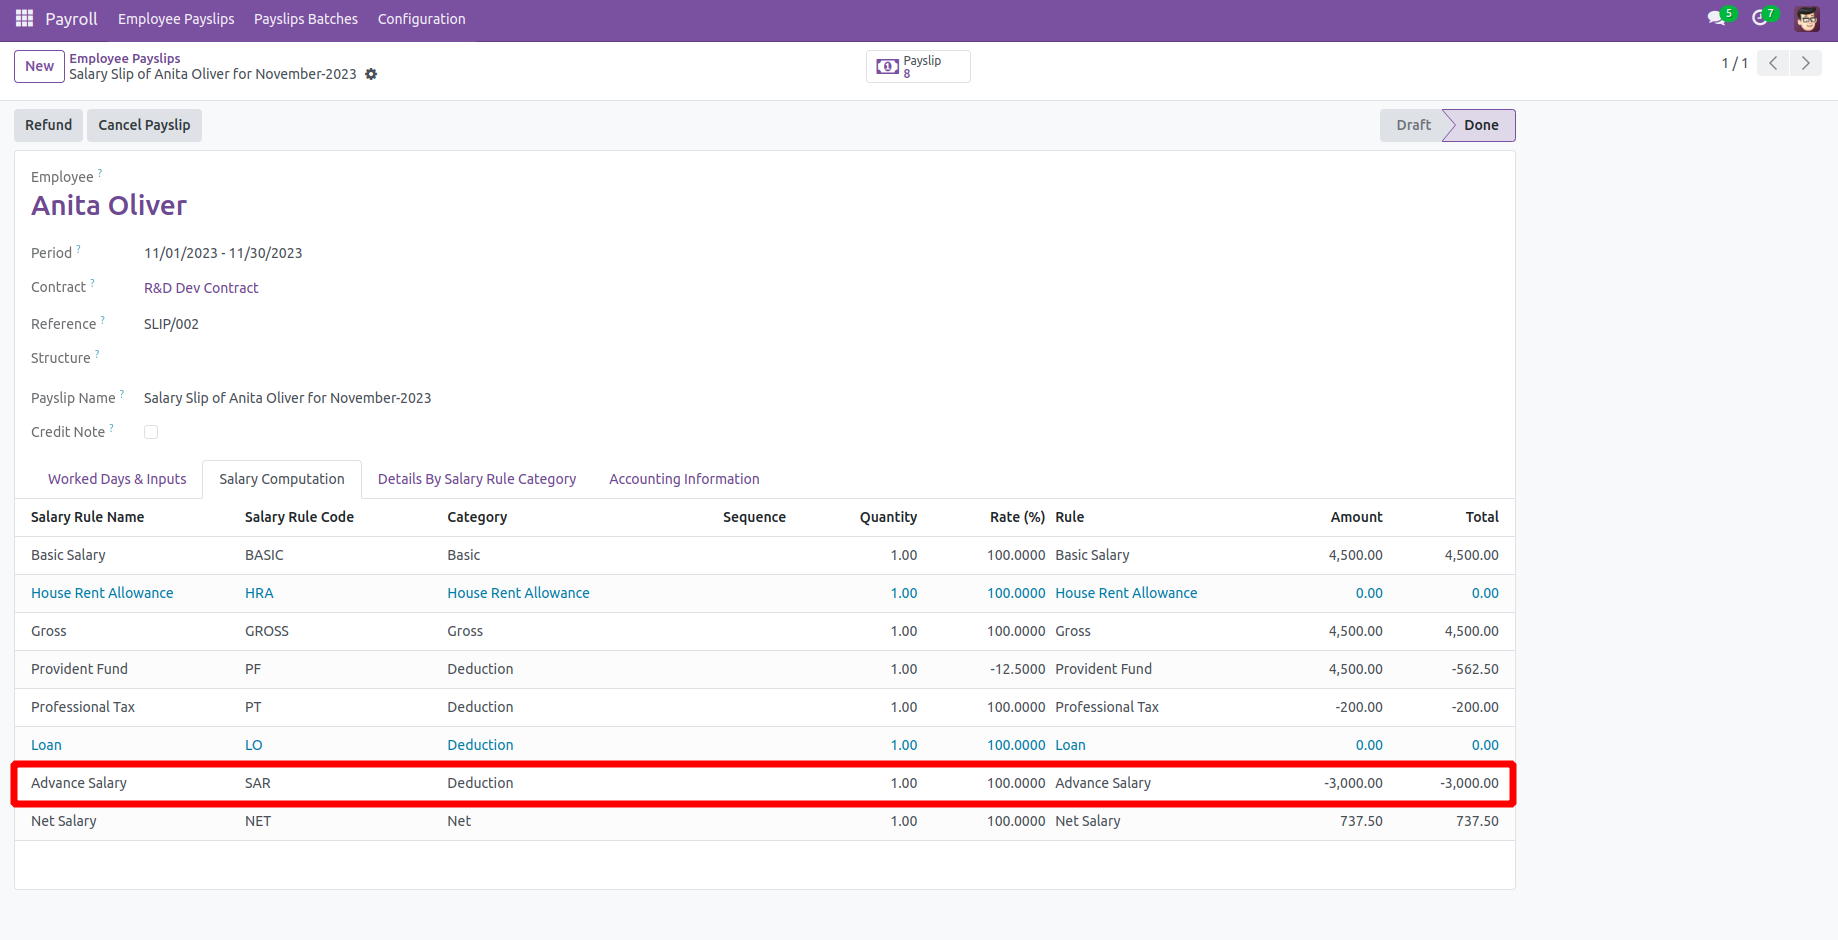 Payroll Employee Payslips Payslips Batches Configuration 5 7
New Employee Payslips
Salary Slip of Anita Oliver for November-2023
Payslip
8
1 / 1
Refund Cancel Payslip Draft Done
Employee ?
Anita Oliver
Period ? 11/01/2023 - 11/30/2023
Contract ? R&D Dev Contract
Reference ? SLIP/002
Structure ?
Payslip Name ? Salary Slip of Anita Oliver for November-2023
Credit Note ?
Worked Days & Inputs Salary Computation Details By Salary Rule Category Accounting Information
Salary Rule Name Salary Rule Code Category Sequence Quantity Rate (%) Rule Amount Total
Basic Salary BASIC Basic 1.00 100.0000 Basic Salary 4,500.00 4,500.00
House Rent Allowance HRA House Rent Allowance 1.00 100.0000 House Rent Allowance 0.00 0.00
Gross GROSS Gross 1.00 100.0000 Gross 4,500.00 4,500.00
Provident Fund PF Deduction 1.00 -12.5000 Provident Fund 4,500.00 -562.50
Professional Tax PT Deduction 1.00 100.0000 Professional Tax -200.00 -200.00
Loan LO Deduction 1.00 100.0000 Loan 0.00 0.00
Advance Salary SAR Deduction 1.00 100.0000 Advance Salary -3,000.00 -3,000.00
Net Salary NET Net 1.00 100.0000 Net Salary 737.50 737.50